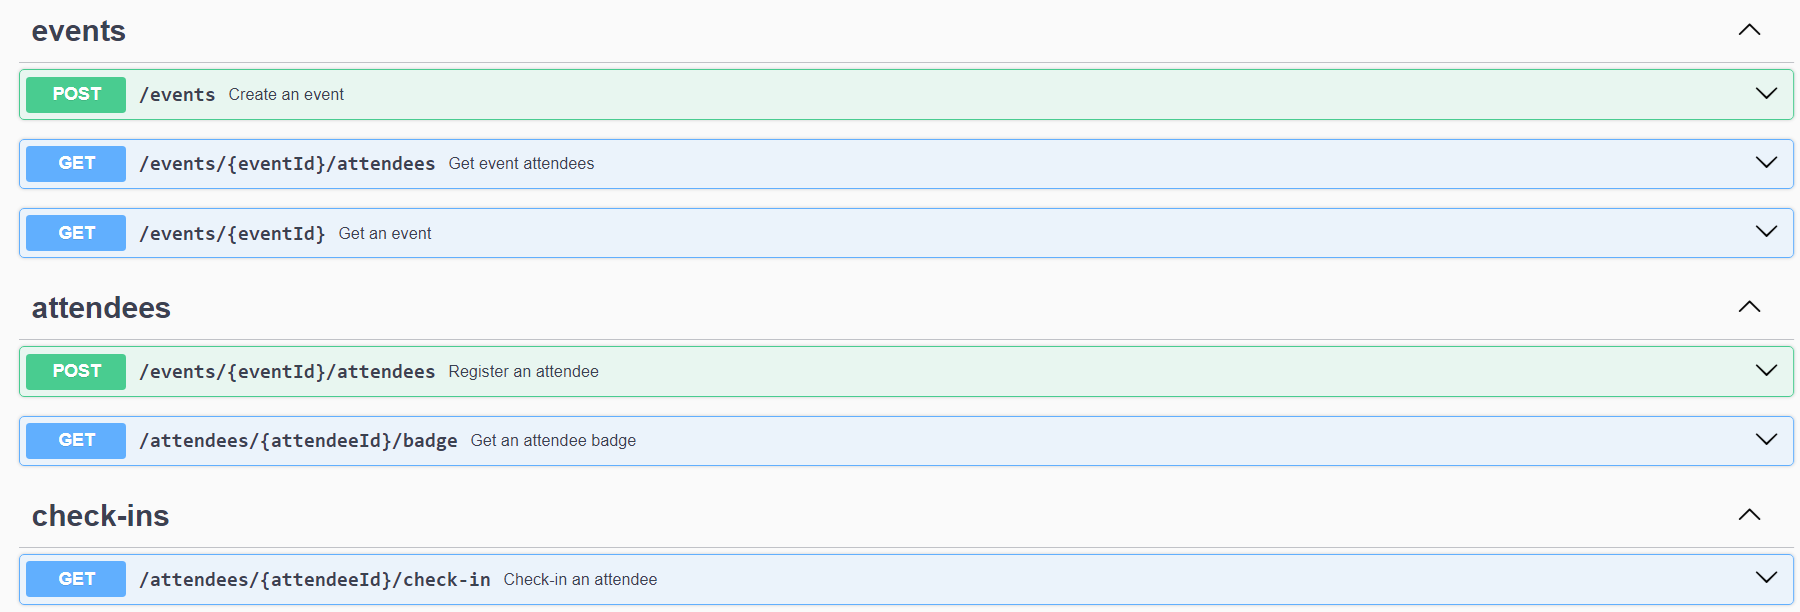 events
POST /events Create an event
GET /events/{eventId}/attendees Get event attendees
GET /events/{eventId} Get an event
attendees
POST /events/{eventId}/attendees Register an attendee
GET /attendees/{attendeeId}/badge Get an attendee badge
check-ins
GET /attendees/{attendeeId}/check-in Check-in an attendee